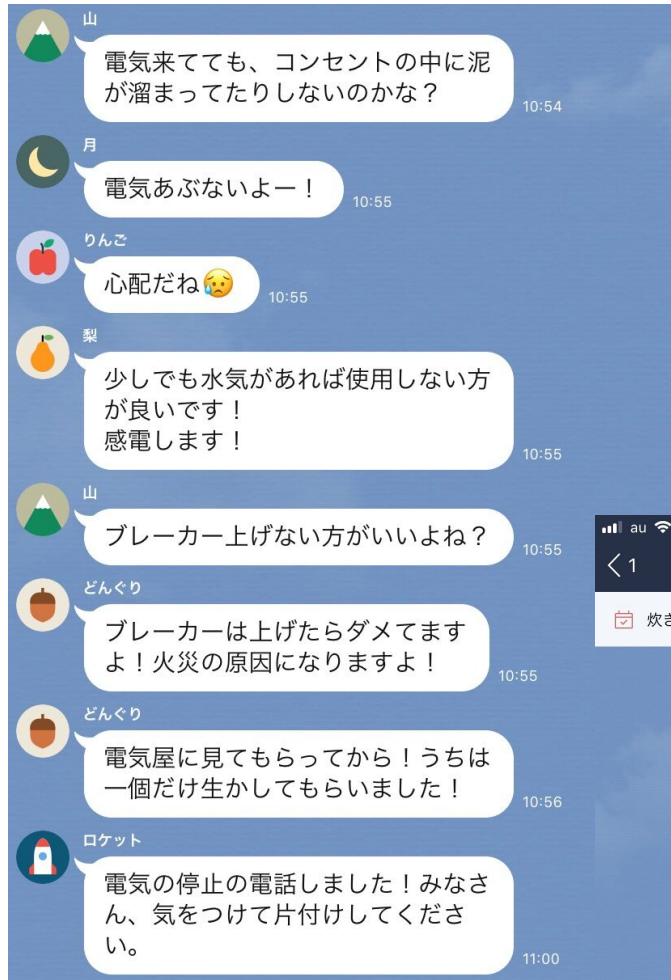 山
電気来てても、コンセントの中に泥
が溜まってたりしないのかな？
10:54
月
電気あぶないよー！
10:55
りんご
心配だね😥
10:55
梨
少しでも水気があれば使用しない方
が良いです！
感電します！
10:55
山
ブレーカー上げない方がいいよね？
10:55
どんぐり
ブレーカーは上げたらダメてます
よ！火災の原因になりますよ！
10:55
どんぐり
電気屋に見てもらってから！うちは
一個だけ生かしてもらいました！
10:56
ロケット
電気の停止の電話しました！みなさ
ん、気をつけて片付けしてくださ
い。
11:00
au
1
炊き